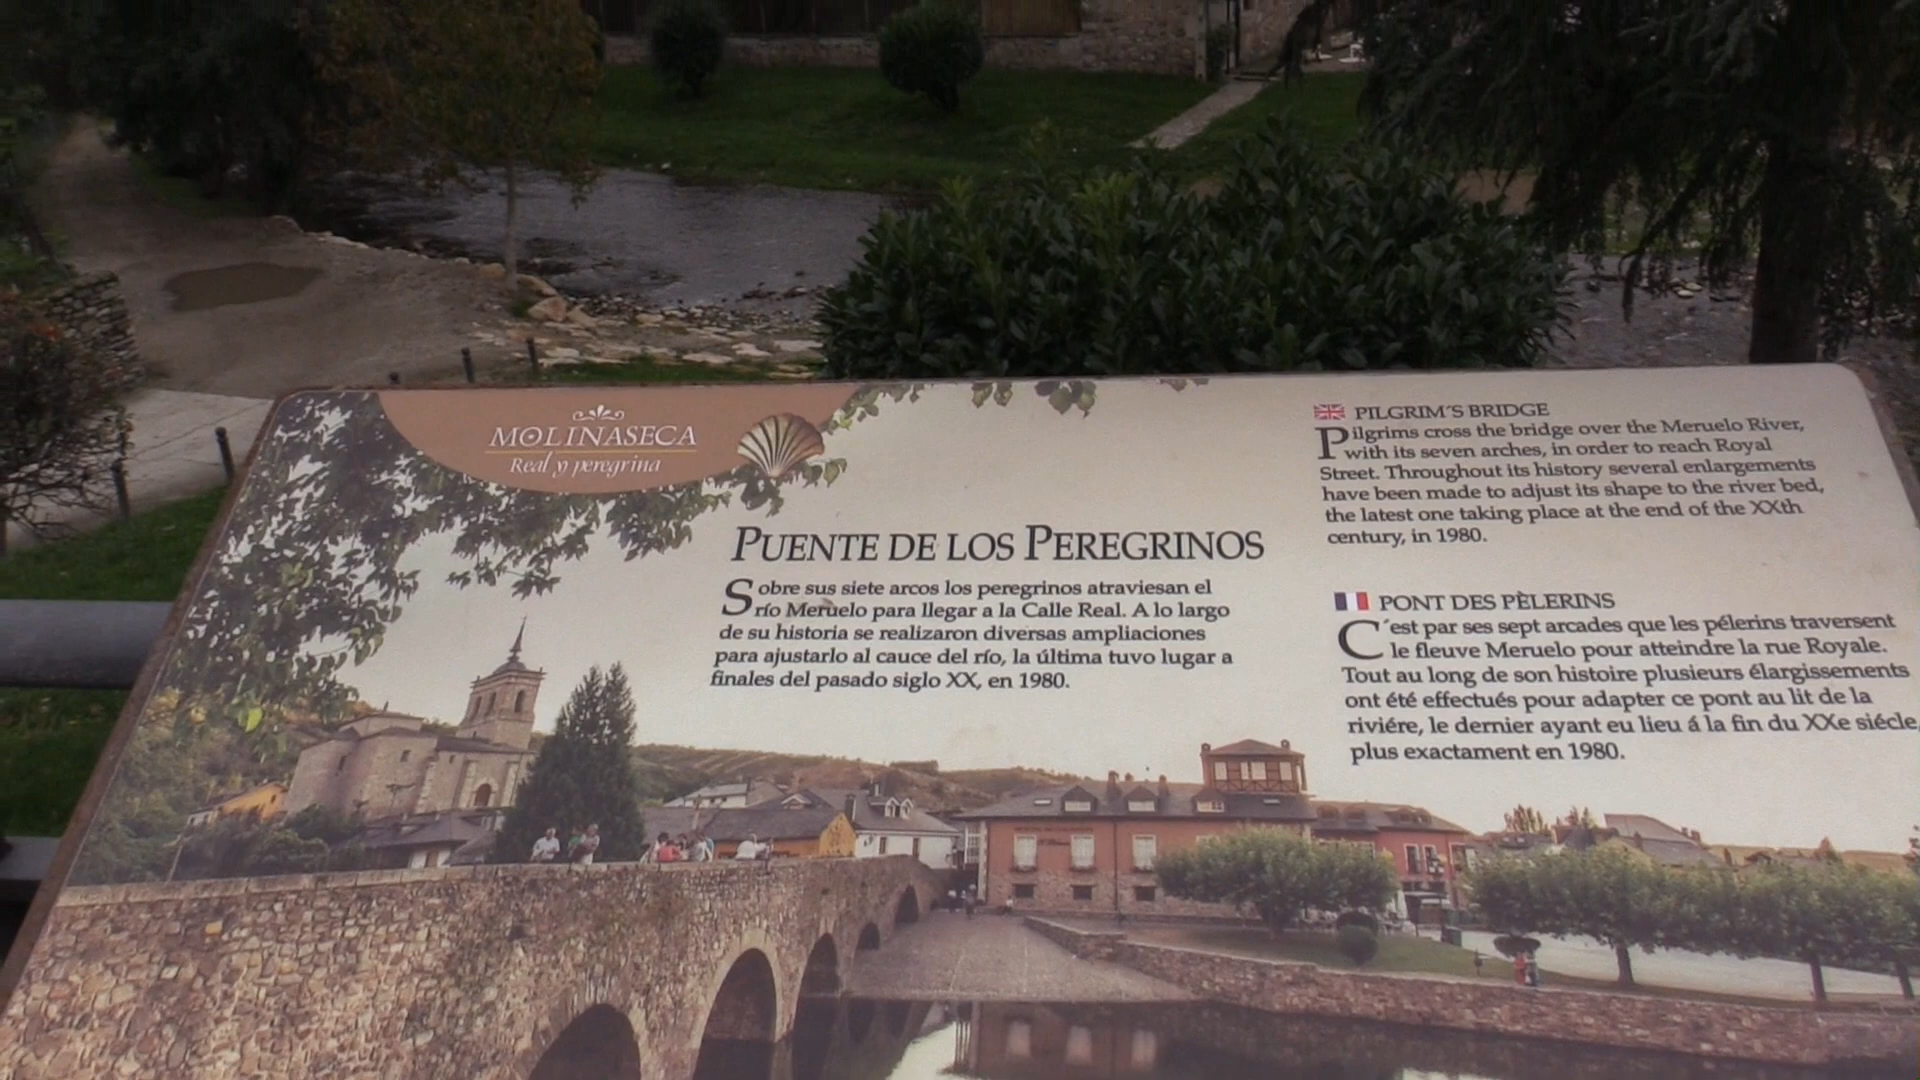 MOLINASECA
Real y peregrina
PUENTE DE LOS PEREGRINOS
Sobre sus siete arcos los peregrinos atraviesan el
río Meruelo para llegar a la Calle Real. A lo largo
de su historia se realizaron diversas ampliaciones
para ajustarlo al cauce del río, la última tuvo lugar a
finales del pasado siglo XX, en 1980.
PILGRIM´S BRIDGE
Pilgrims cross the bridge over the Meruelo River,
with its seven arches, in order to reach Royal
Street. Throughout its history several enlargements
have been made to adjust its shape to the river bed,
the latest one taking place at the end of the XXth
century, in 1980.
PONT DES PÈLERINS
C´est par ses sept arcades que les pélerins traversent
le fleuve Meruelo pour atteindre la rue Royale.
Tout au long de son histoire plusieurs élargissements
ont été effectués pour adapter ce pont au lit de la
riviére, le dernier ayant eu lieu á la fin du XXe siécle,
plus exactament en 1980.